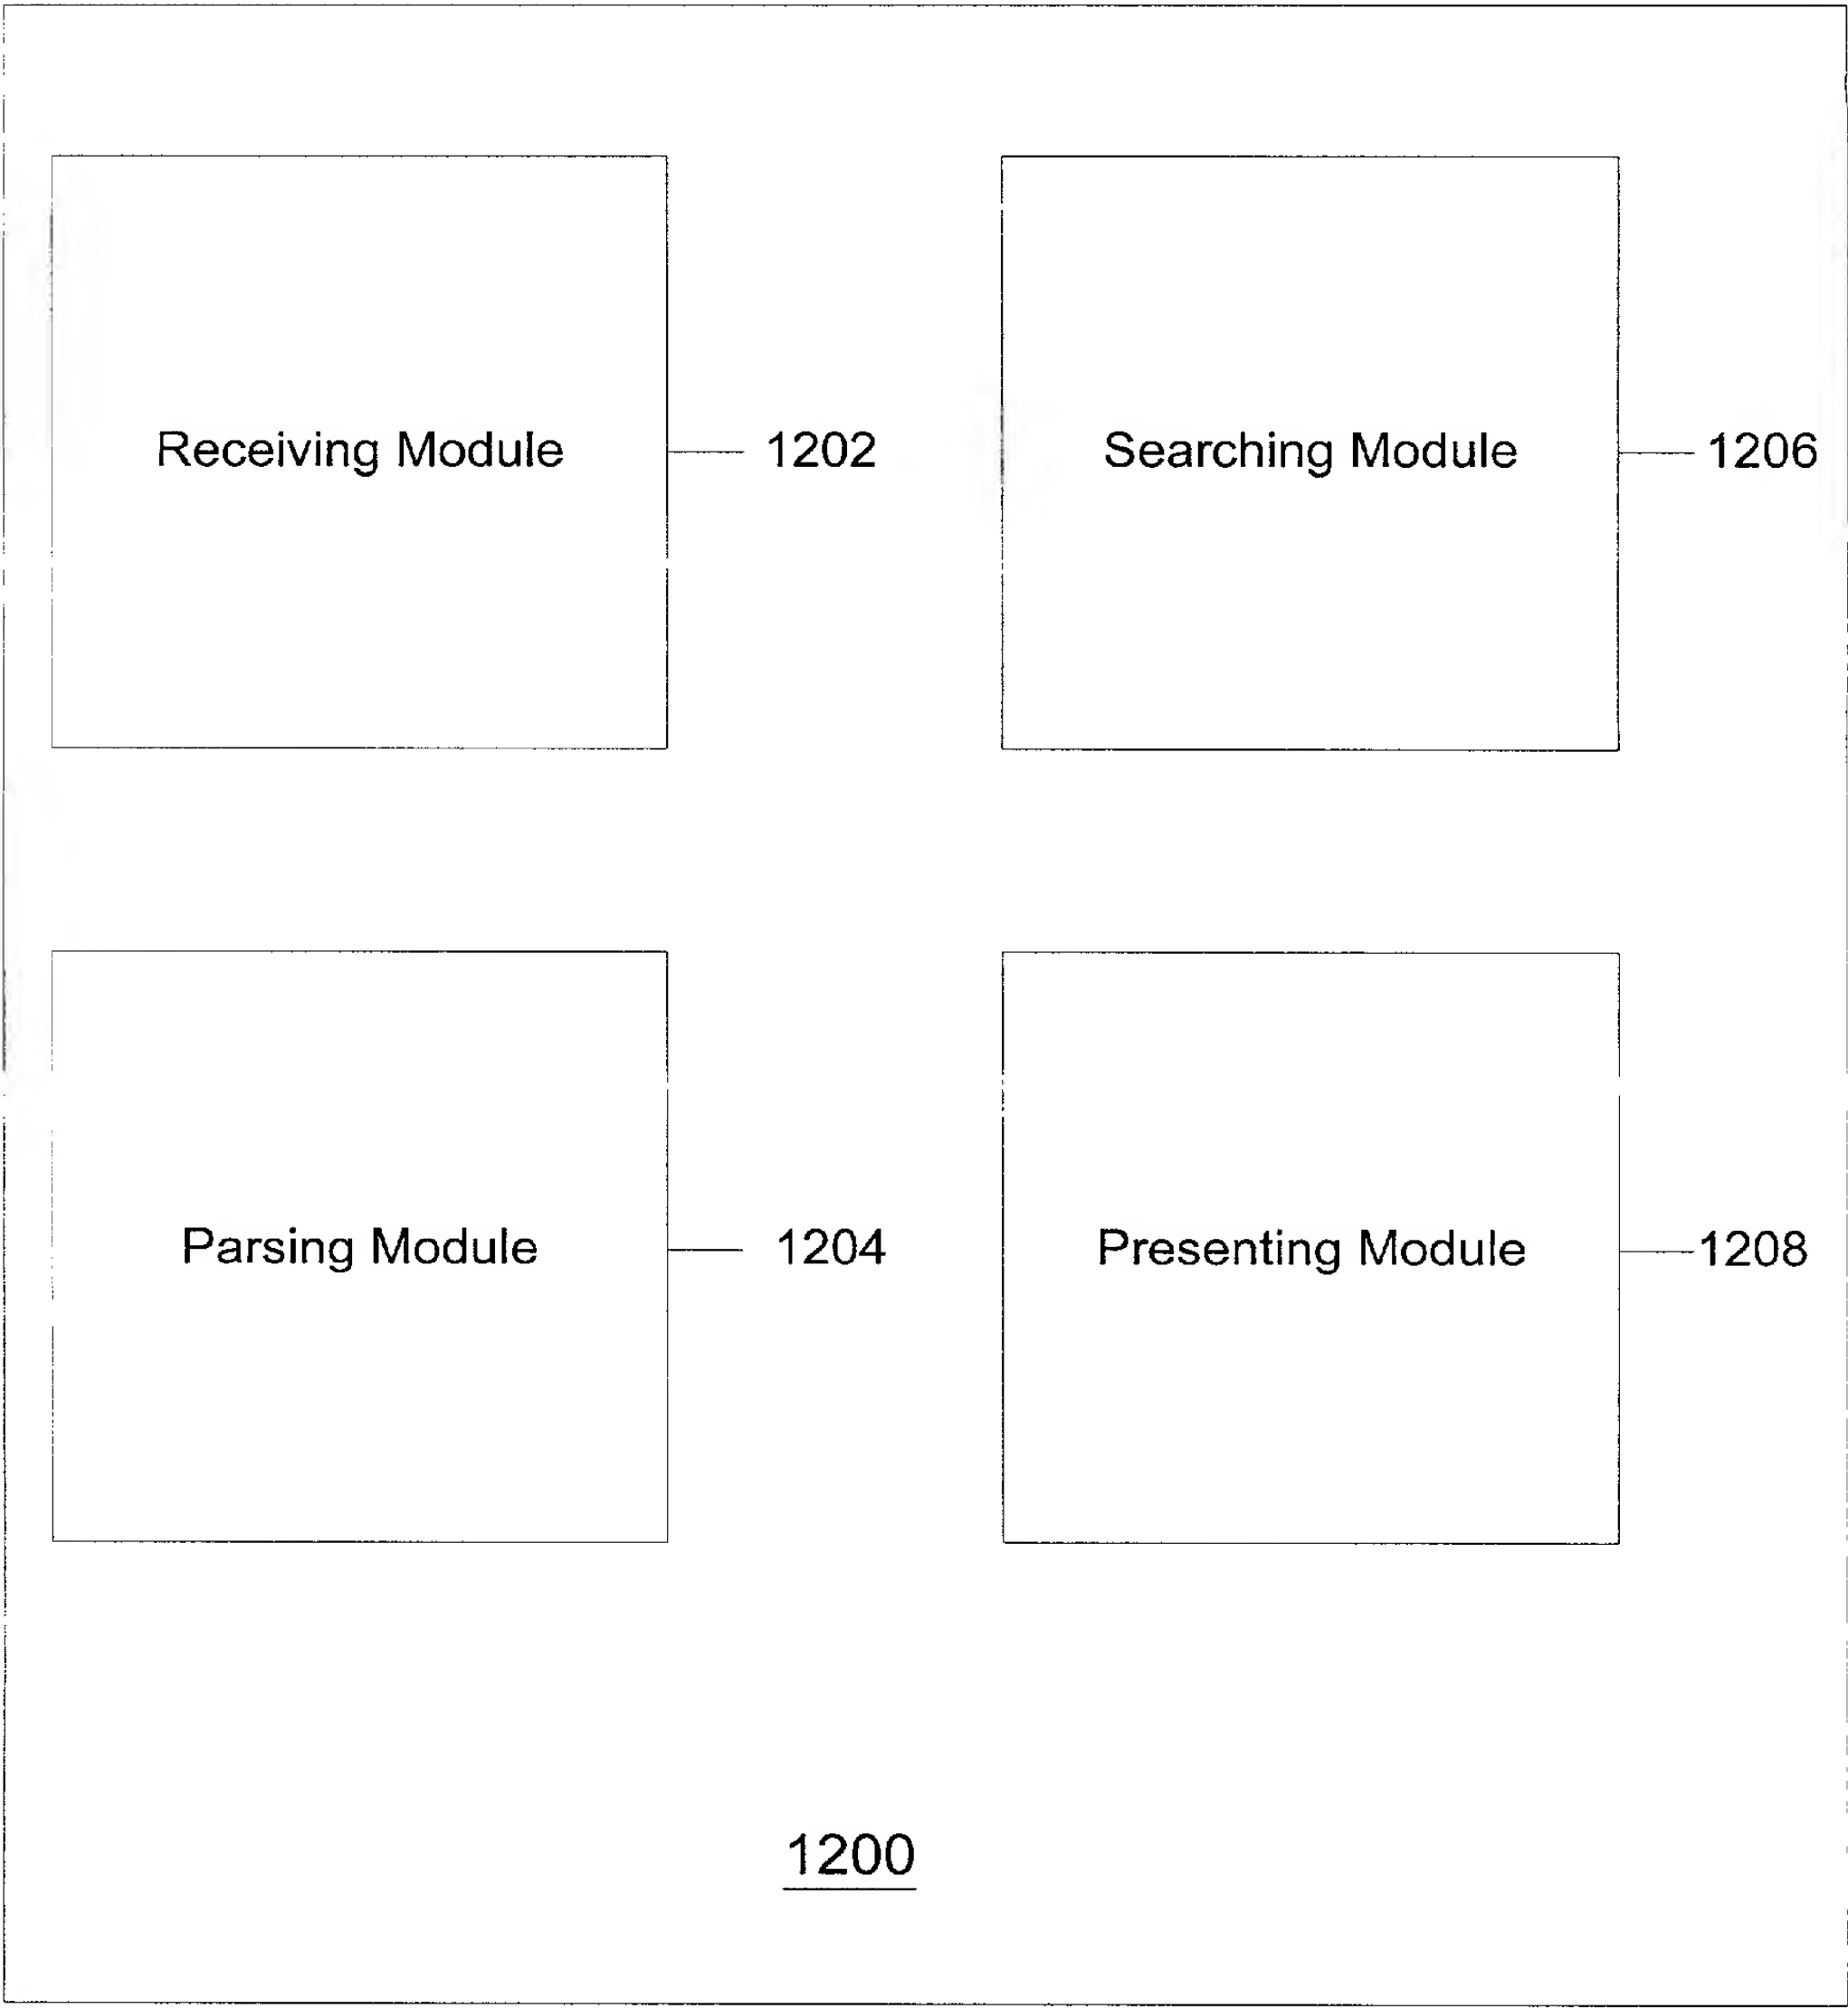 Receiving Module 1202
Searching Module 1206
Parsing Module 1204
Presenting Module 1208
1200